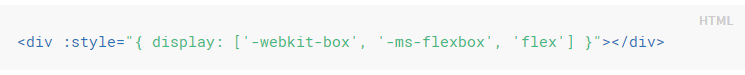 HTML
<div :style="{ display: ['-webkit-box', '-ms-flexbox', 'flex'] }"></div>